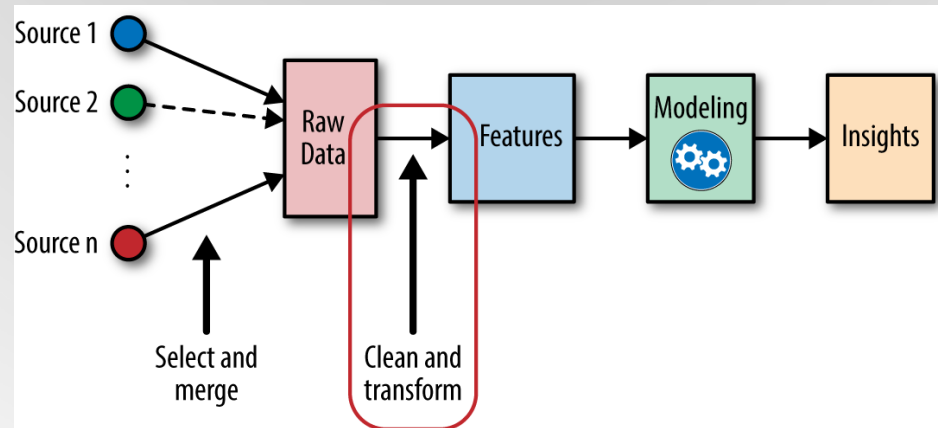 Source 1
Source 2
Source n
Raw
Data
Features
Modeling
Insights
Select and
merge
Clean and
transform